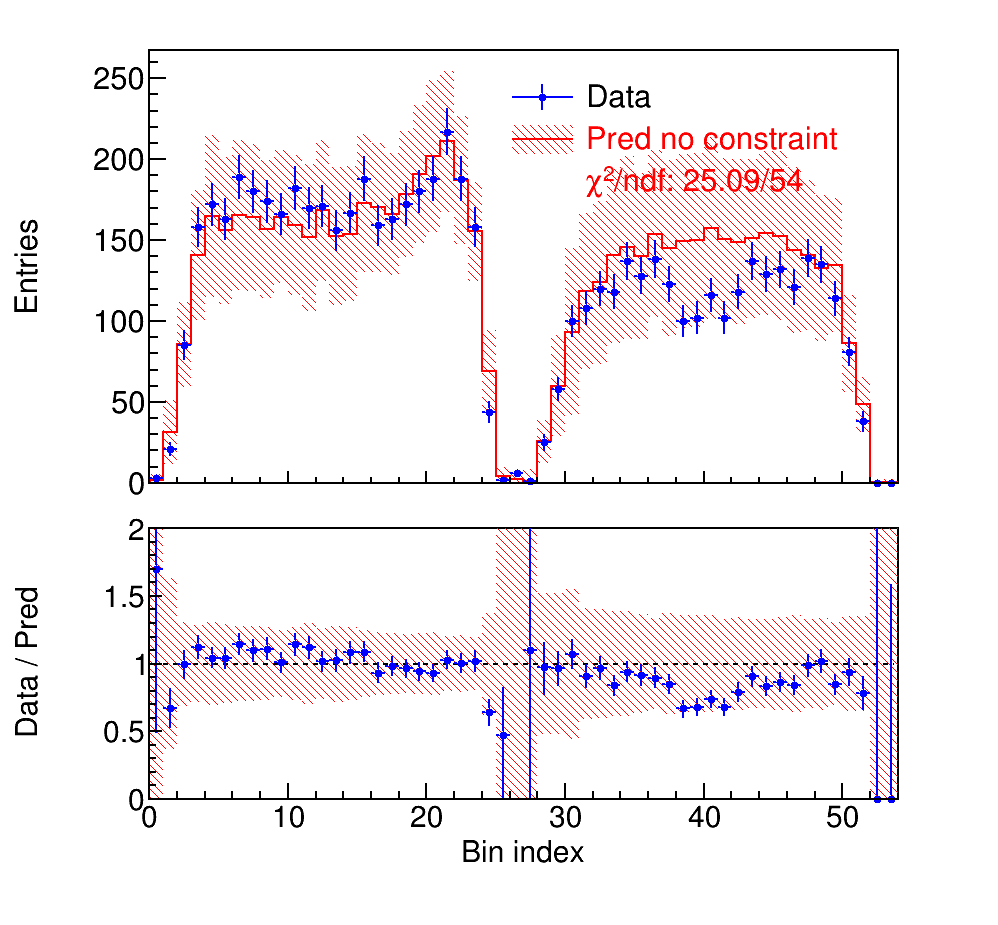 250
200
150
100
50
0
Entries
Data
Pred no constraint
χ²/ndf: 25.09/54
2
1.5
1
0.5
0
Data / Pred
0 10 20 30 40 50
Bin index